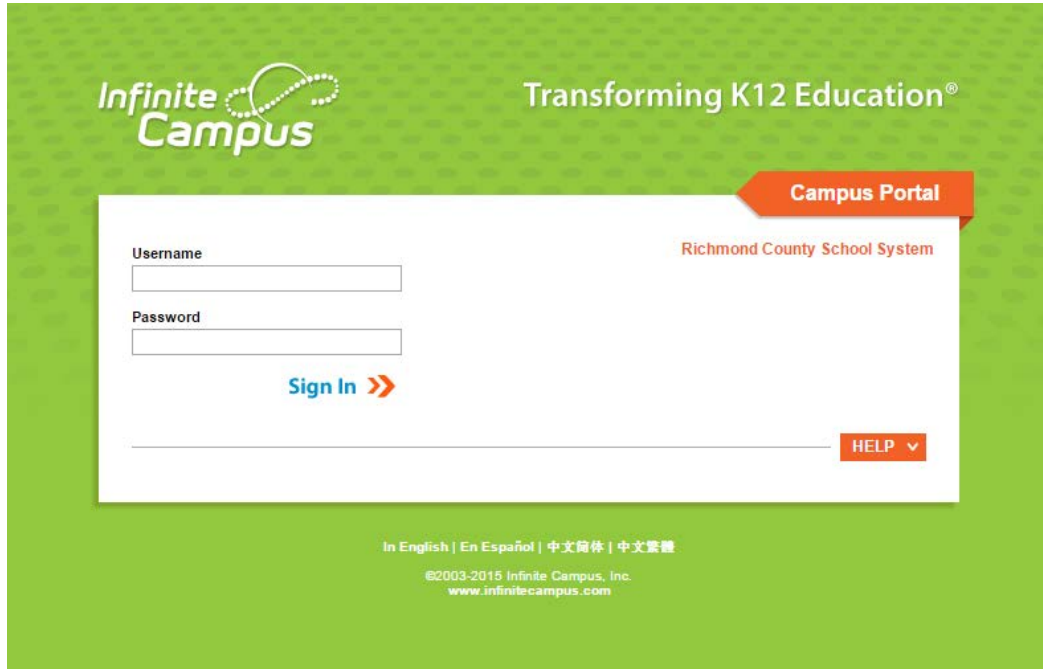 Infinite
Campus
Transforming K12 Education®
Campus Portal
Richmond County School System
Username
Password
Sign In
HELP
In English | En Español | 中文简体 | 中文繁體
©2003-2015 Infinite Campus, Inc.
www.infinitecampus.com